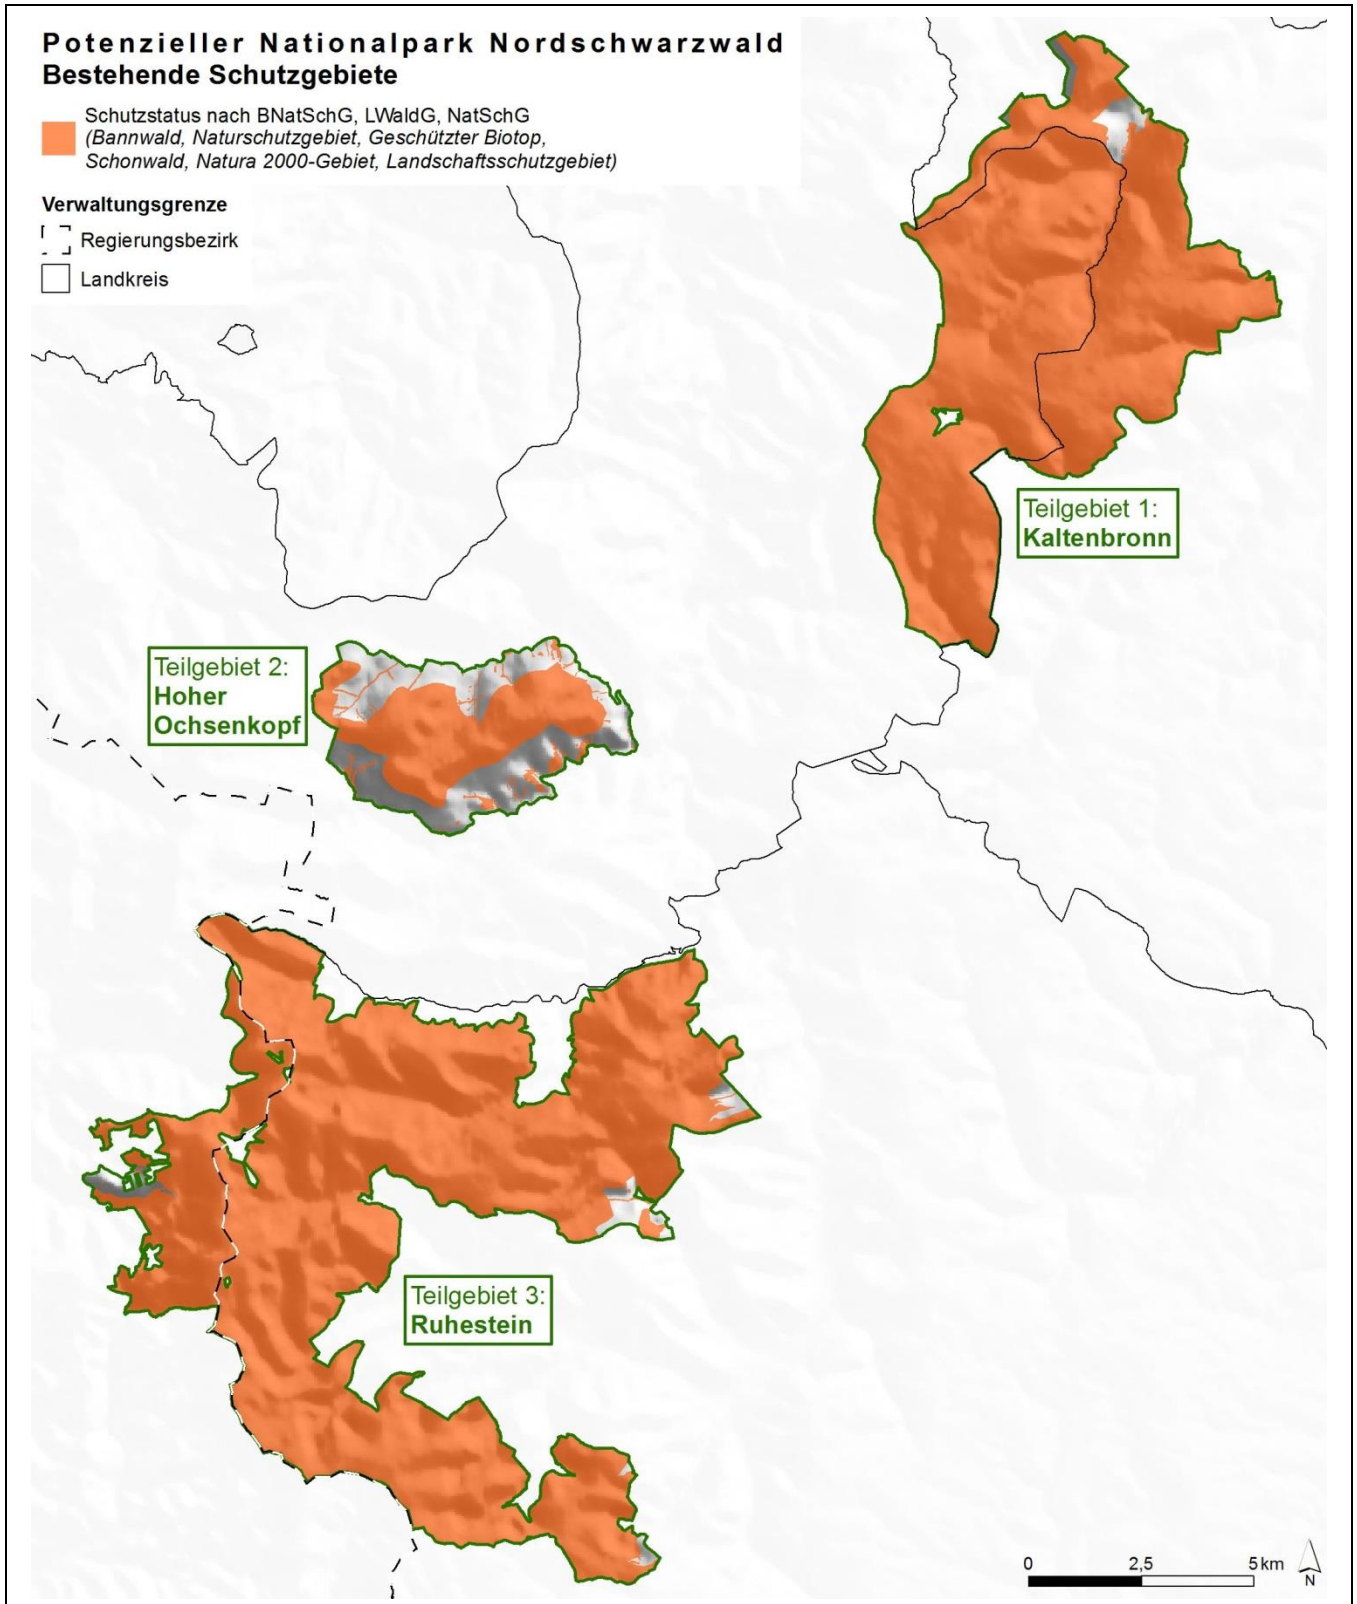 Potenzieller Nationalpark Nordschwarzwald
Bestehende Schutzgebiete
Schutzstatus nach BNatSchG, LWaldG, NatSchG
(Bannwald, Naturschutzgebiet, Geschützter Biotop,
Schonwald, Natura 2000-Gebiet, Landschaftsschutzgebiet)
Verwaltungsgrenze
Regierungsbezirk
Landkreis
Teilgebiet 1:
Kaltenbronn
Teilgebiet 2:
Hoher
Ochsenkopf
Teilgebiet 3:
Ruhestein
0 2,5 5 km
N